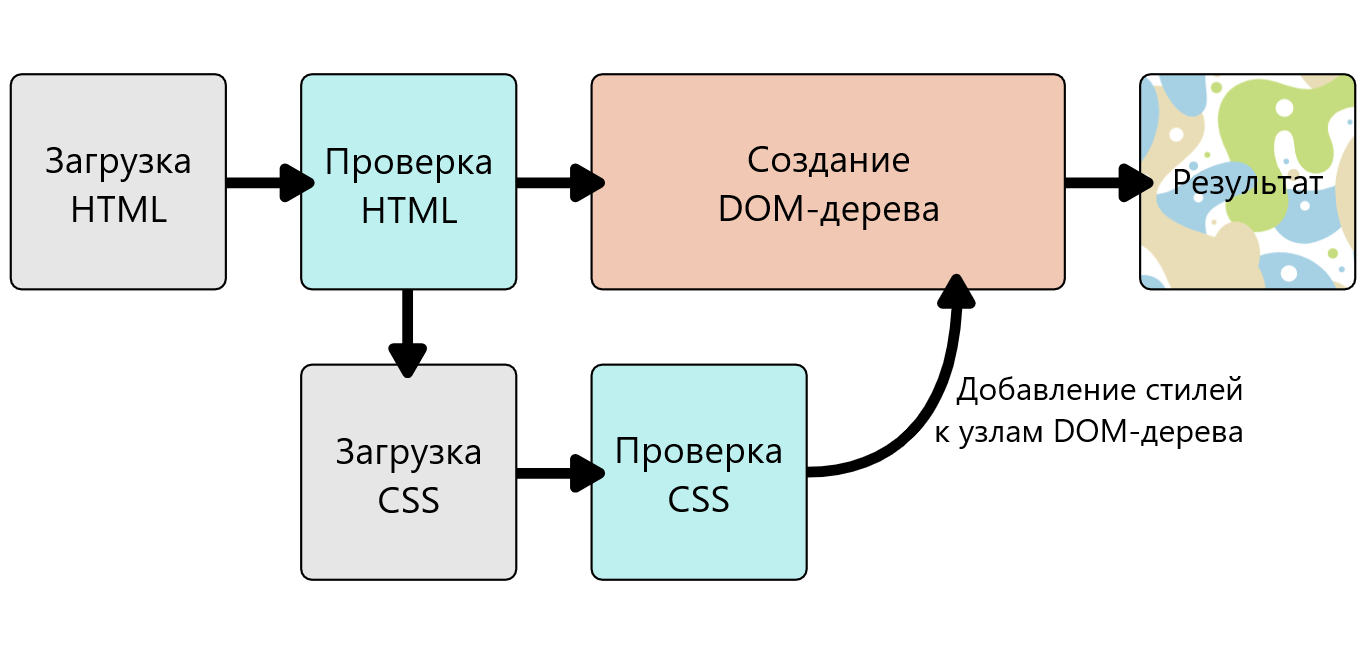 Загрузка
HTML
Проверка
HTML
Создание
DOM-дерева
Результат
Загрузка
CSS
Проверка
CSS
Добавление стилей
к узлам DOM-дерева